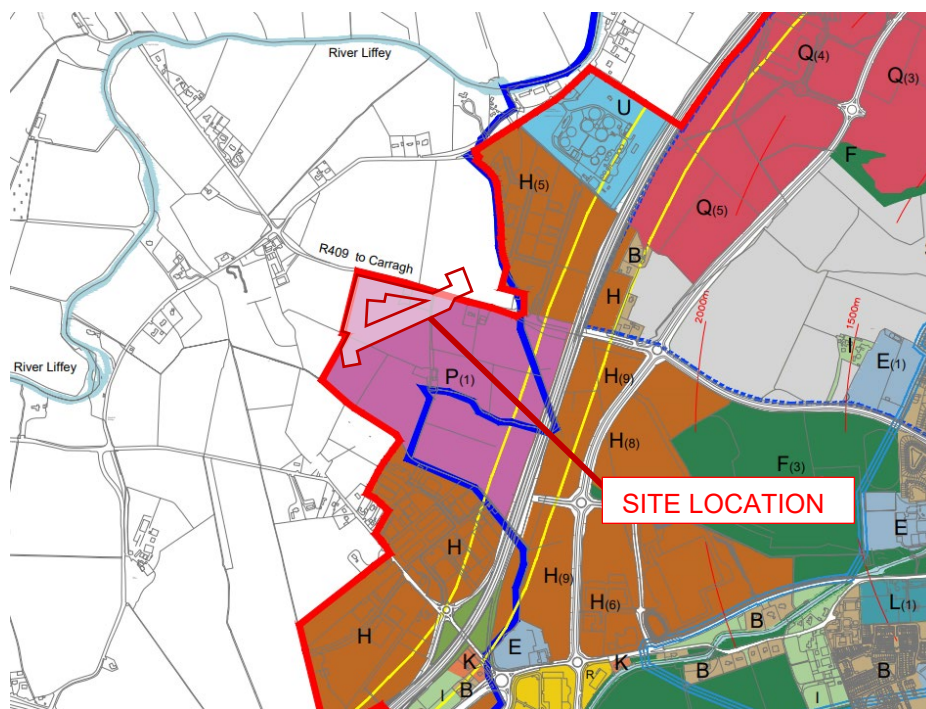 River Liffey
Q(4)
Q(3)
U
F
H(5)
Q(5)
R409 to Carragh
B
H
2000m
1500m
I
E(1)
River Liffey
P(1)
H(9)
H(8)
F(3)
SITE LOCATION
E
H
H(9)
H(6)
L(1)
B
H
E
K
K
B
B
R
I
B
I